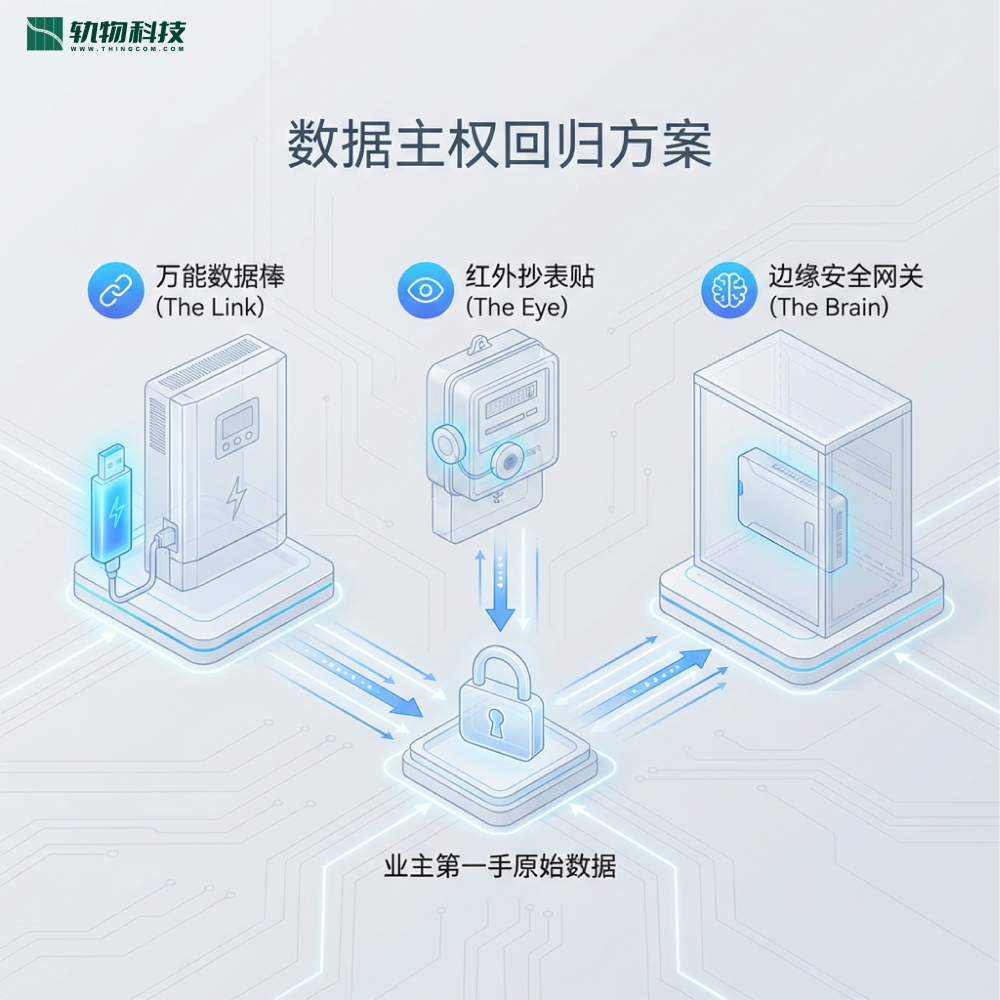 轨物科技
WWW.THINGCOM.COM
数据主权回归方案
万能数据棒
(The Link)
红外抄表贴
(The Eye)
边缘安全网关
(The Brain)
业主第一手原始数据